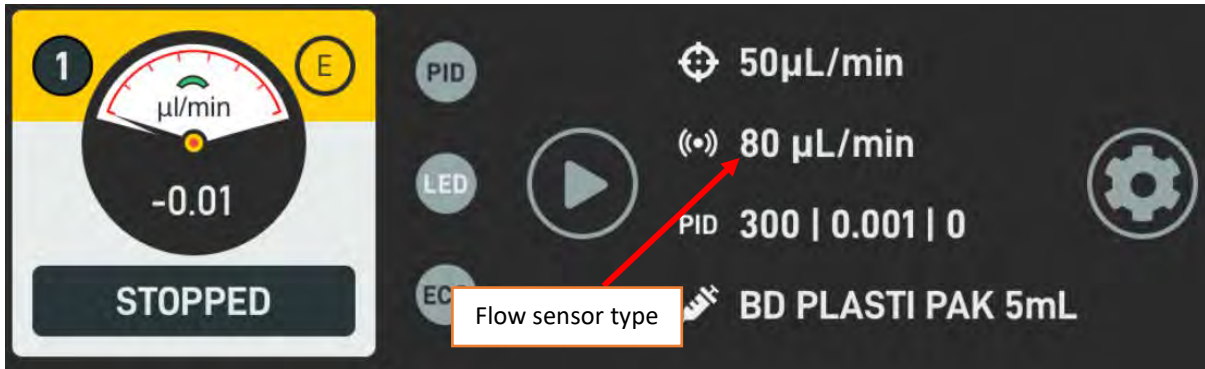 1
E
µl/min
-0.01
STOPPED
PID
LED
50µL/min
80 µL/min
PID 300 | 0.001 | 0
BD PLASTI PAK 5mL
Flow sensor type